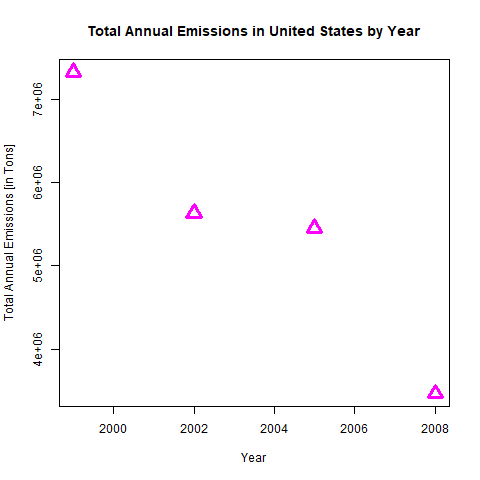 Total Annual Emissions in United States by Year
Total Annual Emissions [in Tons]
7e+06
6e+06
5e+06
4e+06
2000 2002 2004 2006 2008
Year